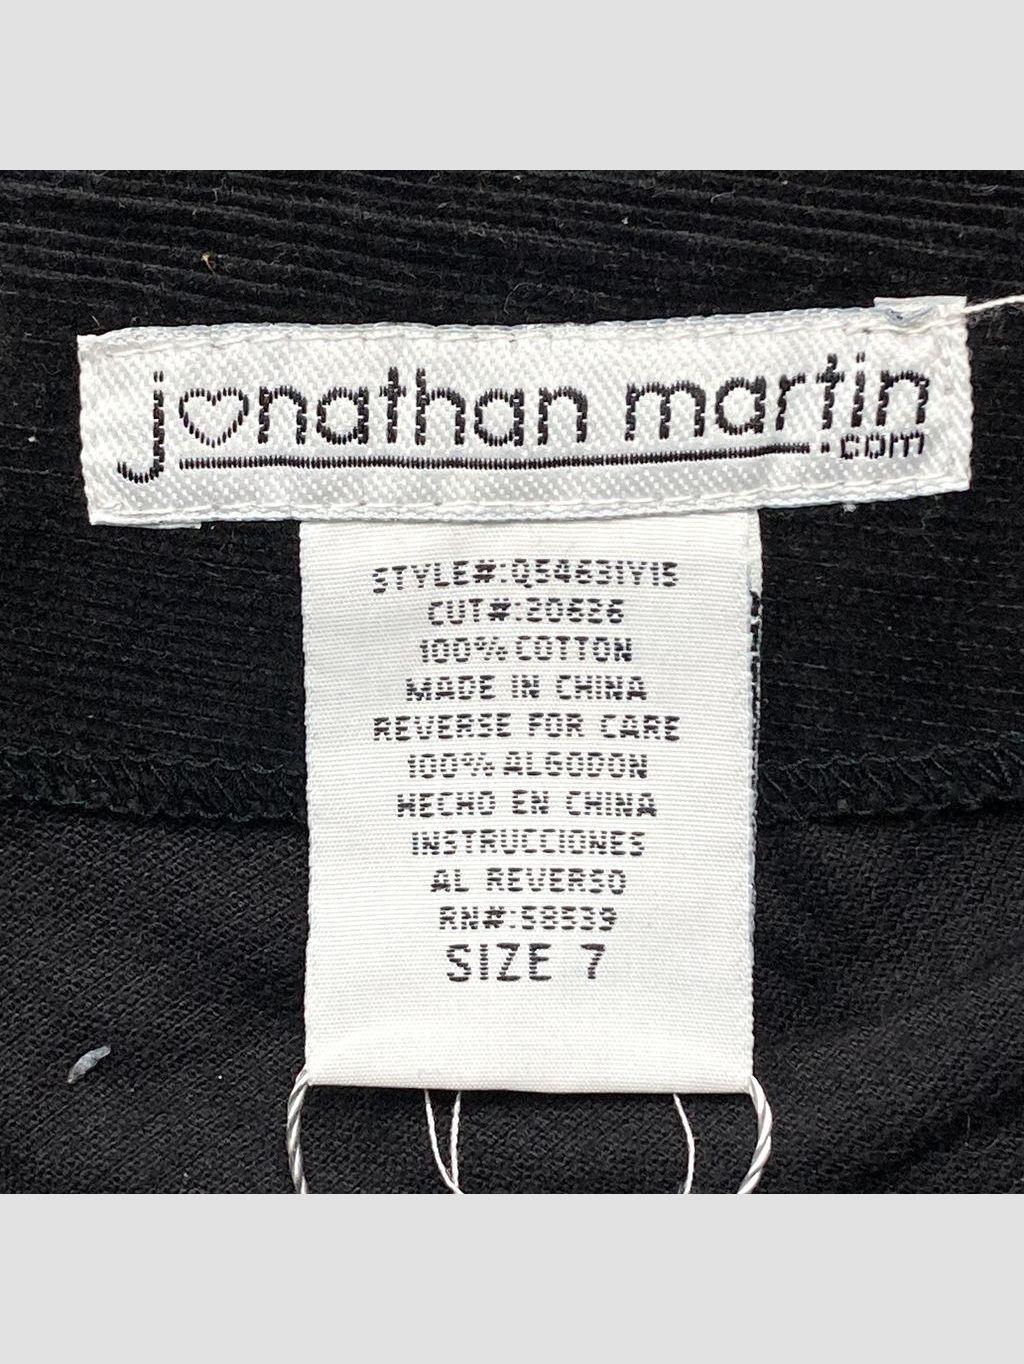 jonathan martin
.com
STYLE#:Q54631Y15
CUT#:20626
100% COTTON
MADE IN CHINA
REVERSE FOR CARE
100% ALGODON
HECHO EN CHINA
INSTRUCCIONES
AL REVERSO
RN#:58539
SIZE 7